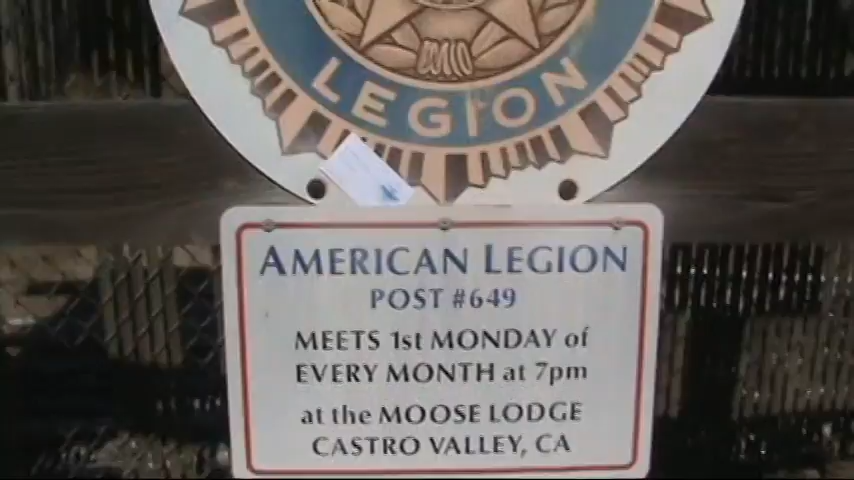 LEGION
AMERICAN LEGION
POST #649
MEETS 1st MONDAY of
EVERY MONTH at 7pm
at the MOOSE LODGE
CASTRO VALLEY, CA